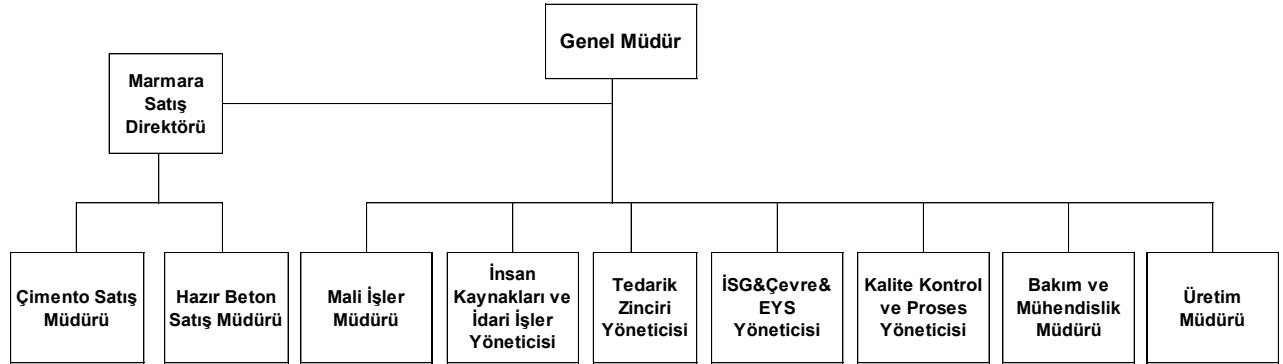 Genel Müdür
Marmara
Satış
Direktörü
Çimento Satış
Müdürü
Hazır Beton
Satış Müdürü
Mali İşler
Müdürü
İnsan
Kaynakları ve
İdari İşler
Yöneticisi
Tedarik
Zinciri
Yöneticisi
İSG&Çevre&
EYS
Yöneticisi
Kalite Kontrol
ve Proses
Yöneticisi
Bakım ve
Mühendislik
Müdürü
Üretim
Müdürü